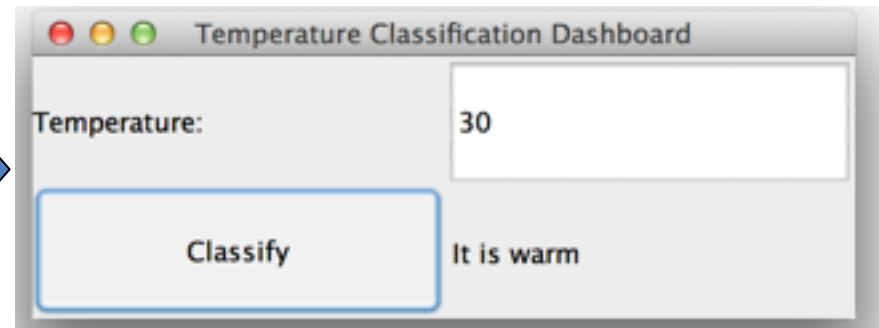 Temperature Classification Dashboard
Temperature:
30
Classify
It is warm